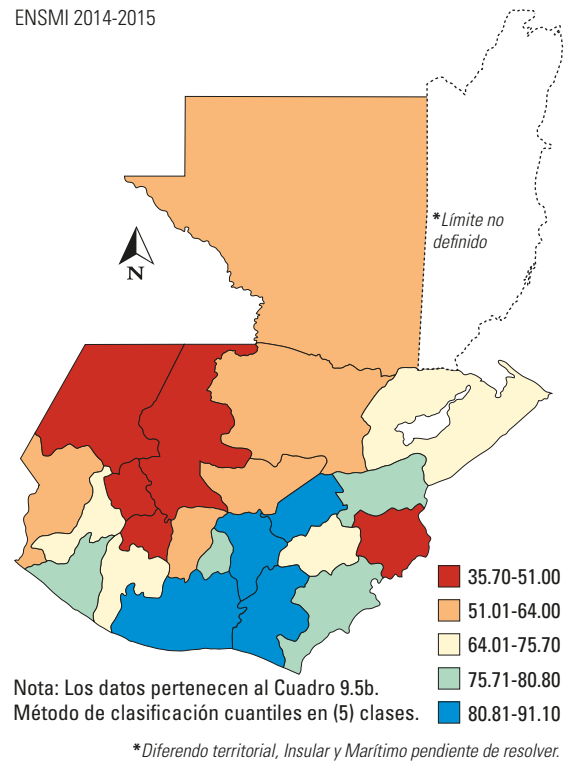 ENSMI 2014-2015
*Límite no
definido
N
35.70-51.00
51.01-64.00
64.01-75.70
75.71-80.80
80.81-91.10
Nota: Los datos pertenecen al Cuadro 9.5b.
Método de clasificación cuantiles en (5) clases.
*Diferendo territorial, Insular y Marítimo pendiente de resolver.